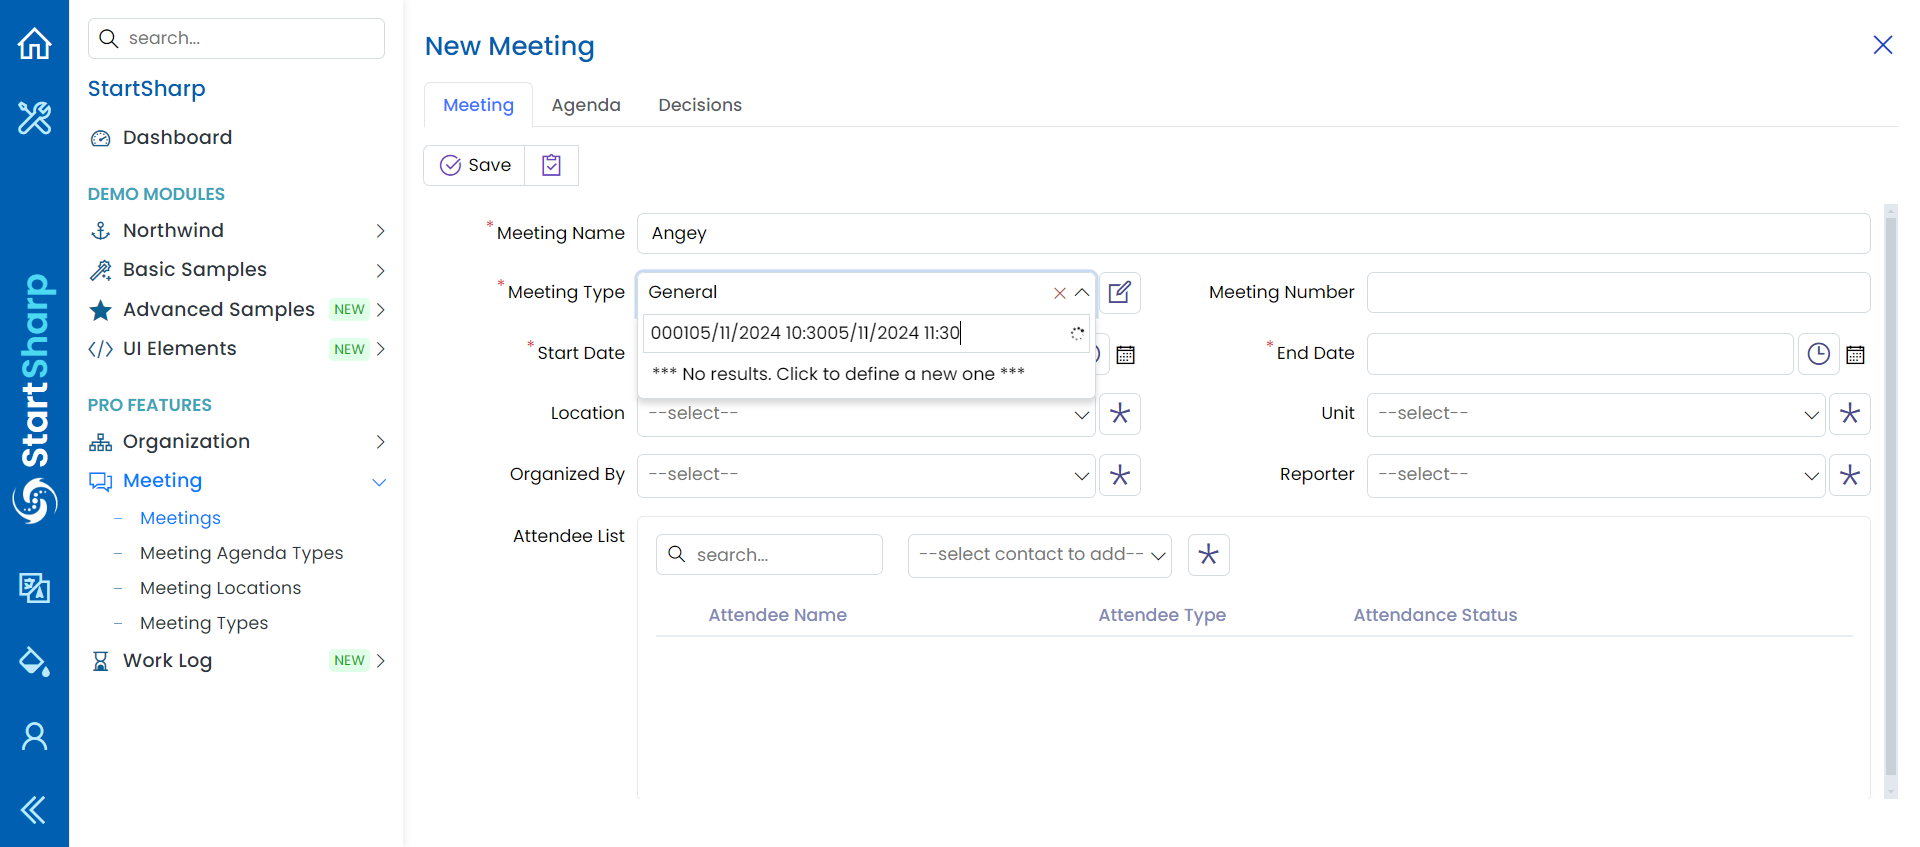 StartSharp
search...
StartSharp
Dashboard
DEMO MODULES
Northwind
Basic Samples
Advanced Samples NEW
UI Elements NEW
PRO FEATURES
Organization
Meeting
Meetings
Meeting Agenda Types
Meeting Locations
Meeting Types
Work Log NEW
New Meeting
Meeting Agenda Decisions
Save
*Meeting Name Angey
*Meeting Type General Meeting Number
000105/11/2024 10:3005/11/2024 11:30
*** No results. Click to define a new one ***
*Start Date *End Date
Location --select-- Unit --select--
Organized By --select-- Reporter --select--
Attendee List search... --select contact to add--
Attendee Name Attendee Type Attendance Status